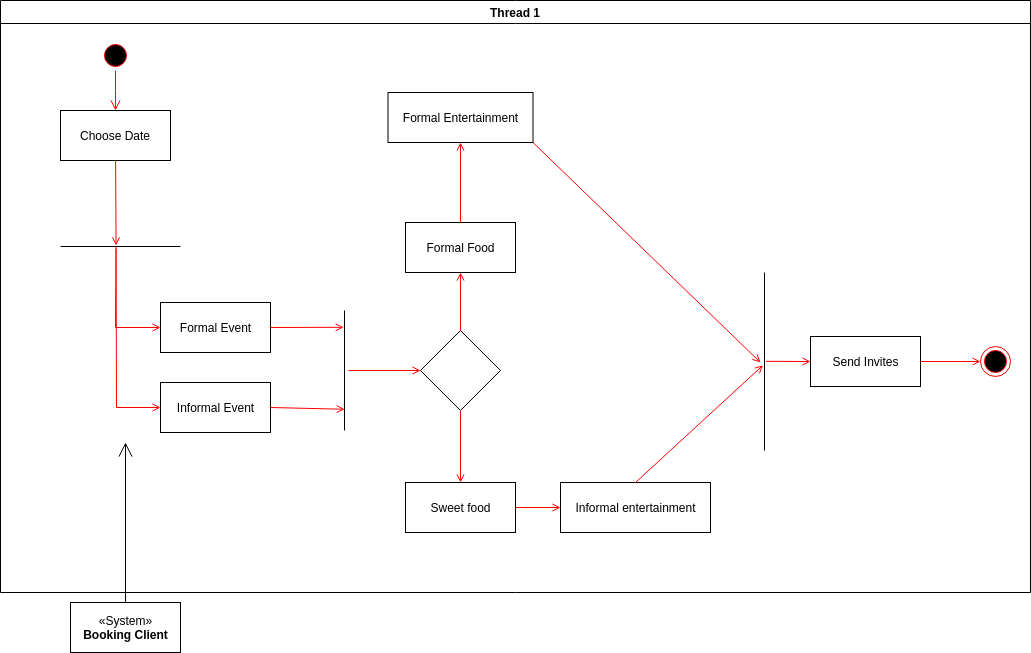 Thread 1
Choose Date
Formal Entertainment
Formal Food
Formal Event
Informal Event
Send Invites
Sweet food
Informal entertainment
«System»
Booking Client